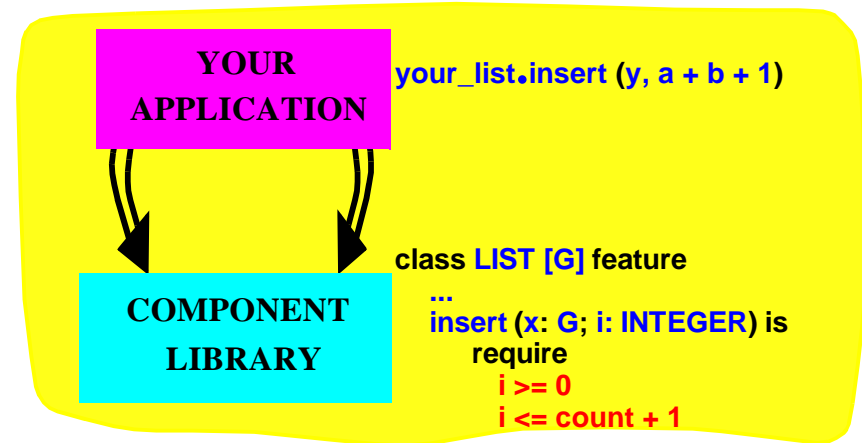 YOUR
APPLICATION
your_list.insert (y, a + b + 1)
COMPONENT
LIBRARY
class LIST [G] feature
...
insert (x: G; i: INTEGER) is
require
i >= 0
i <= count + 1